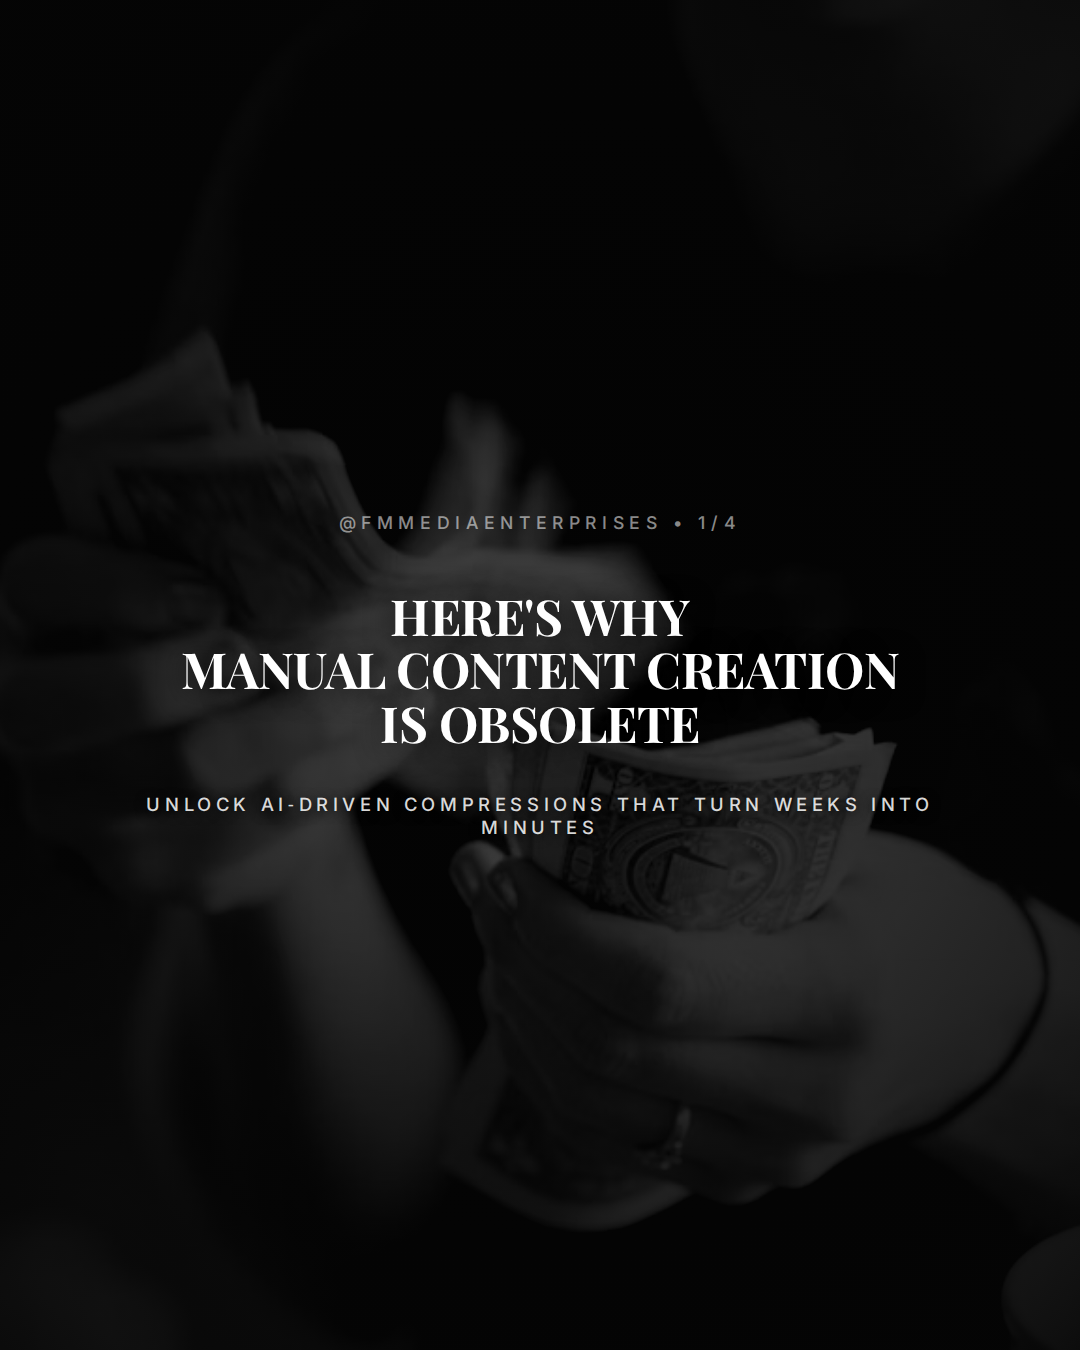 @FMMEDIAENTERPRISES • 1/4
HERE'S WHY
MANUAL CONTENT CREATION
IS OBSOLETE
UNLOCK AI-DRIVEN COMPRESSIONS THAT TURN WEEKS INTO
MINUTES